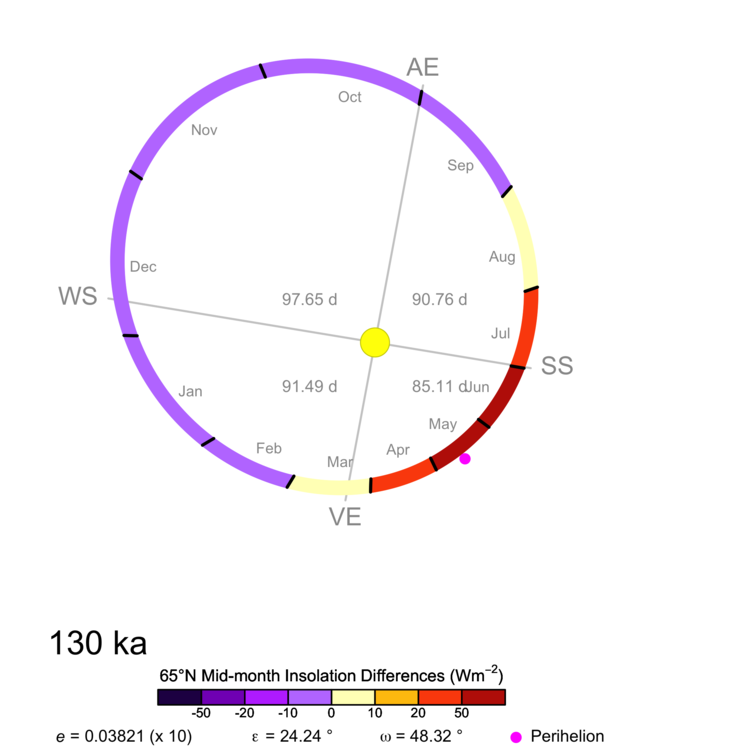 AE
Oct
Nov
Sep
Aug
Dec
WS
97.65 d
90.76 d
Jul
SS
91.49 d
85.11 d
Jun
Jan
May
Feb
Apr
Mar
VE
130 ka
65°N Mid-month Insolation Differences (Wm⁻²)
-50 -20 -10 0 10 20 50
e = 0.03821 (x 10) ε = 24.24 ° ω = 48.32 ° Perihelion